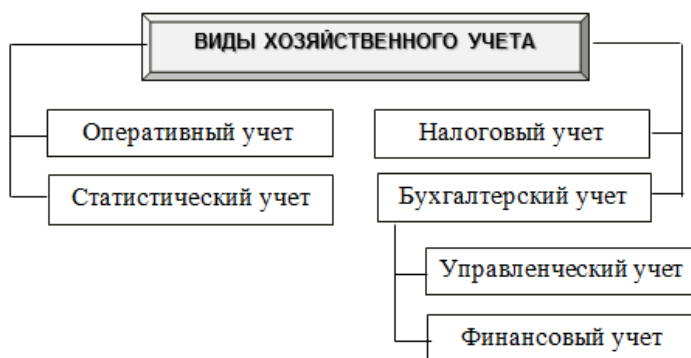 ВИДЫ ХОЗЯЙСТВЕННОГО УЧЕТА
Оперативный учет
Налоговый учет
Статистический учет
Бухгалтерский учет
Управленческий учет
Финансовый учет